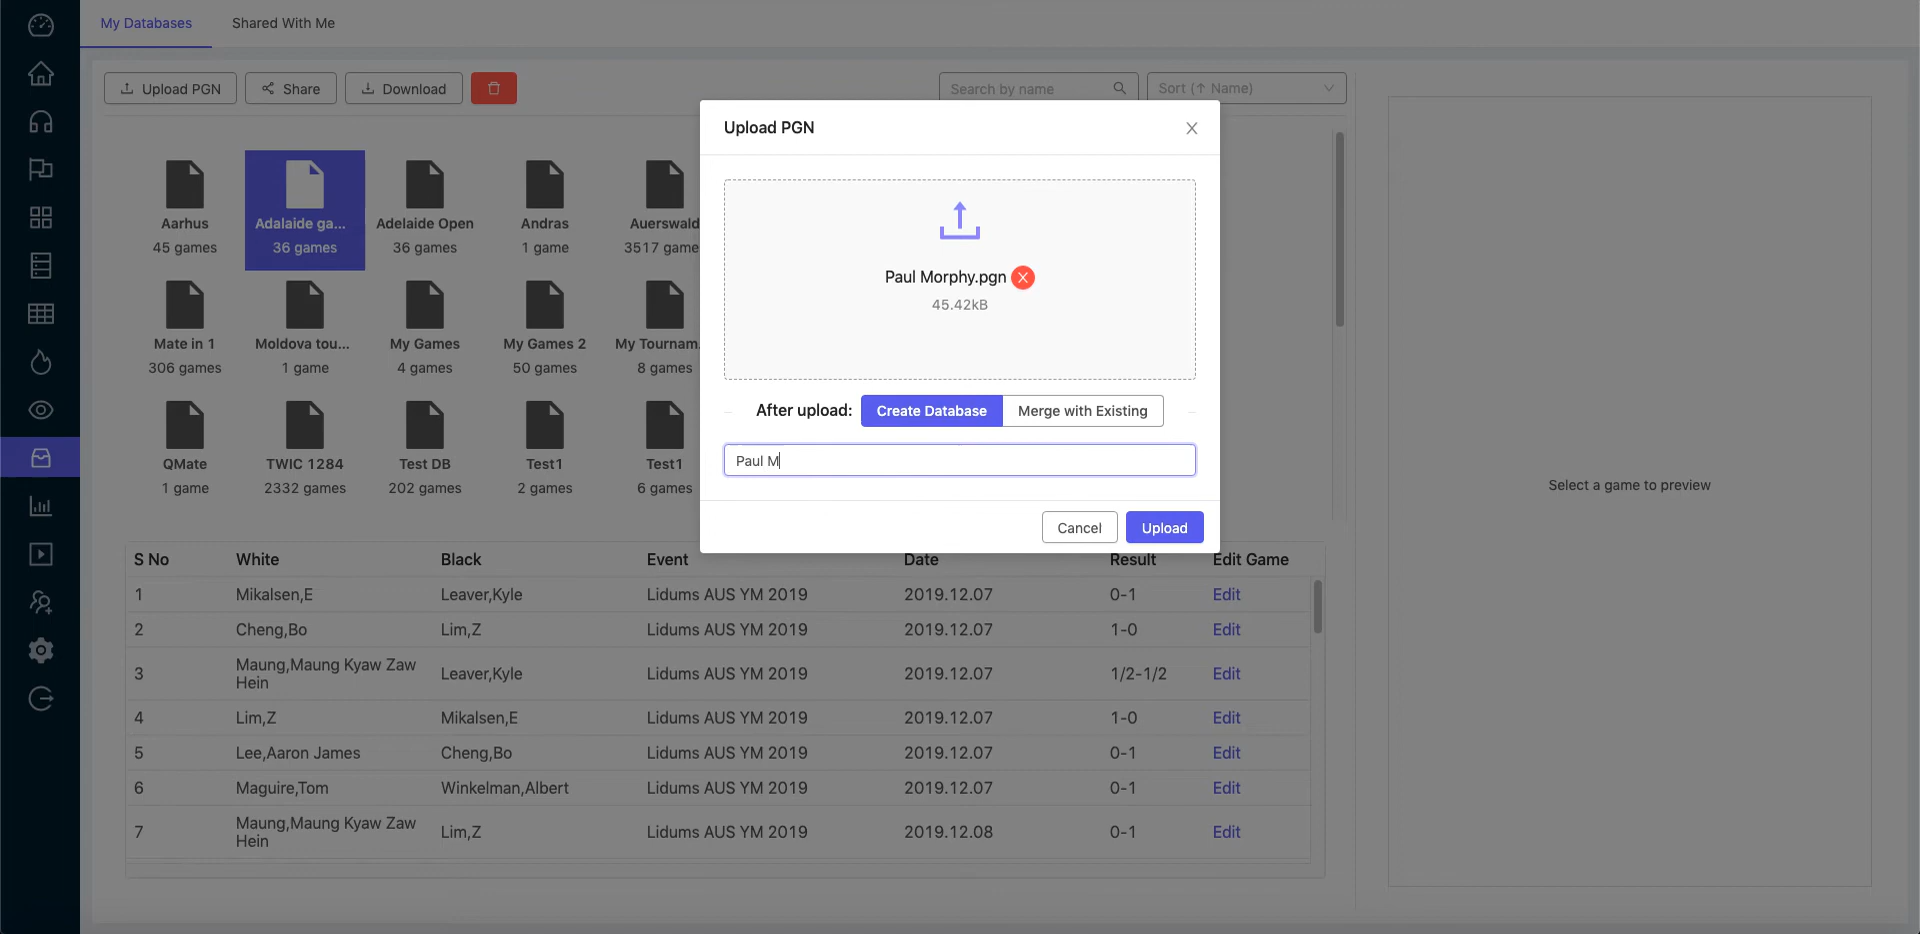 My Databases
Shared With Me
Upload PGN
Share
Download
Search by name
Sort (↑ Name)
Upload PGN
Paul Morphy.pgn
45.42kB
After upload:
Create Database
Merge with Existing
Paul M
Cancel
Upload
Aarhus
45 games
Adalaide ga...
36 games
Adelaide Open
36 games
Andras
1 game
Auerswald
3517 game
Mate in 1
306 games
Moldova tou...
1 game
My Games
4 games
My Games 2
50 games
My Tournam.
8 games
QMate
1 game
TWIC 1284
2332 games
Test DB
202 games
Test1
2 games
Test1
6 games
Select a game to preview
S No White Black Event Date Result Edit Game
1 Mikalsen,E Leaver,Kyle Lidums AUS YM 2019 2019.12.07 0-1 Edit
2 Cheng,Bo Lim,Z Lidums AUS YM 2019 2019.12.07 1-0 Edit
3 Maung,Maung Kyaw Zaw Hein Leaver,Kyle Lidums AUS YM 2019 2019.12.07 1/2-1/2 Edit
4 Lim,Z Mikalsen,E Lidums AUS YM 2019 2019.12.07 1-0 Edit
5 Lee,Aaron James Cheng,Bo Lidums AUS YM 2019 2019.12.07 0-1 Edit
6 Maguire,Tom Winkelman,Albert Lidums AUS YM 2019 2019.12.07 0-1 Edit
7 Maung,Maung Kyaw Zaw Hein Lim,Z Lidums AUS YM 2019 2019.12.08 0-1 Edit